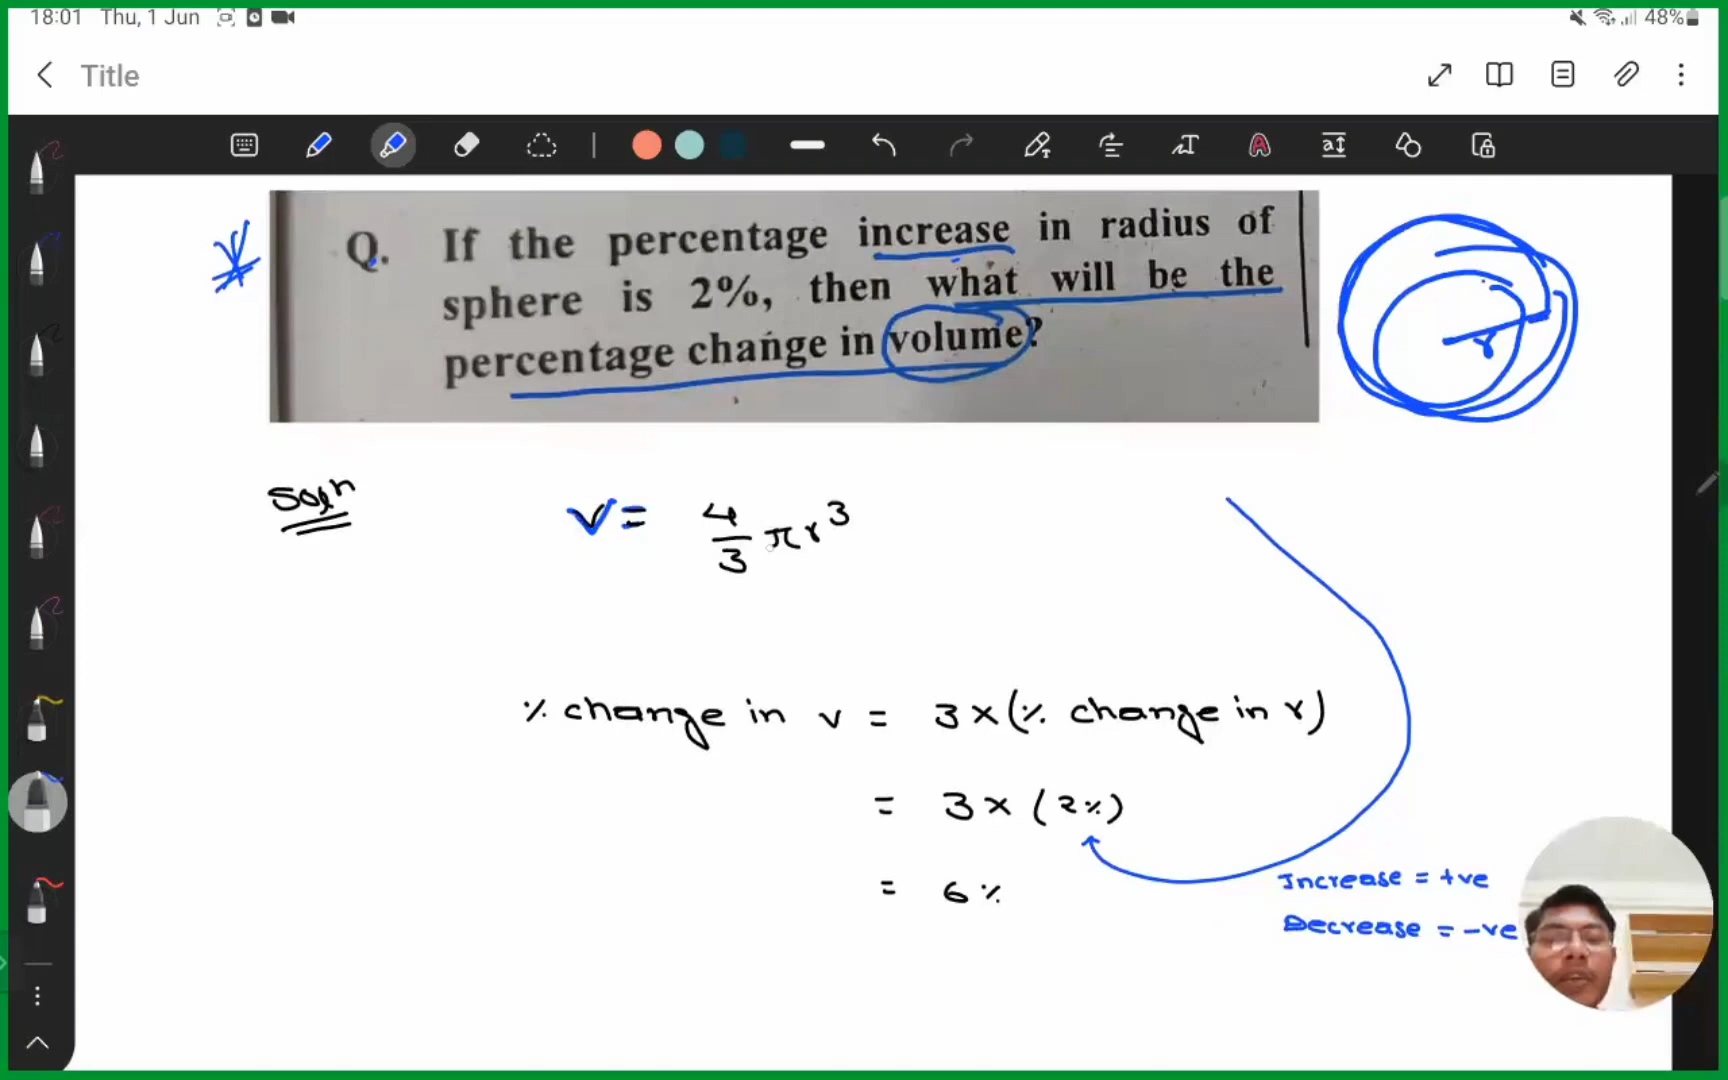 18:01 Thu, 1 Jun
48%
Title
Q. If the percentage increase in radius of
sphere is 2%, then what will be the
percentage change in volume?
r
Solⁿ
V = 4/3 πr³
% change in v = 3 × (% change in r)
= 3 × (2%)
= 6%
Increase = +ve
Decrease = -ve